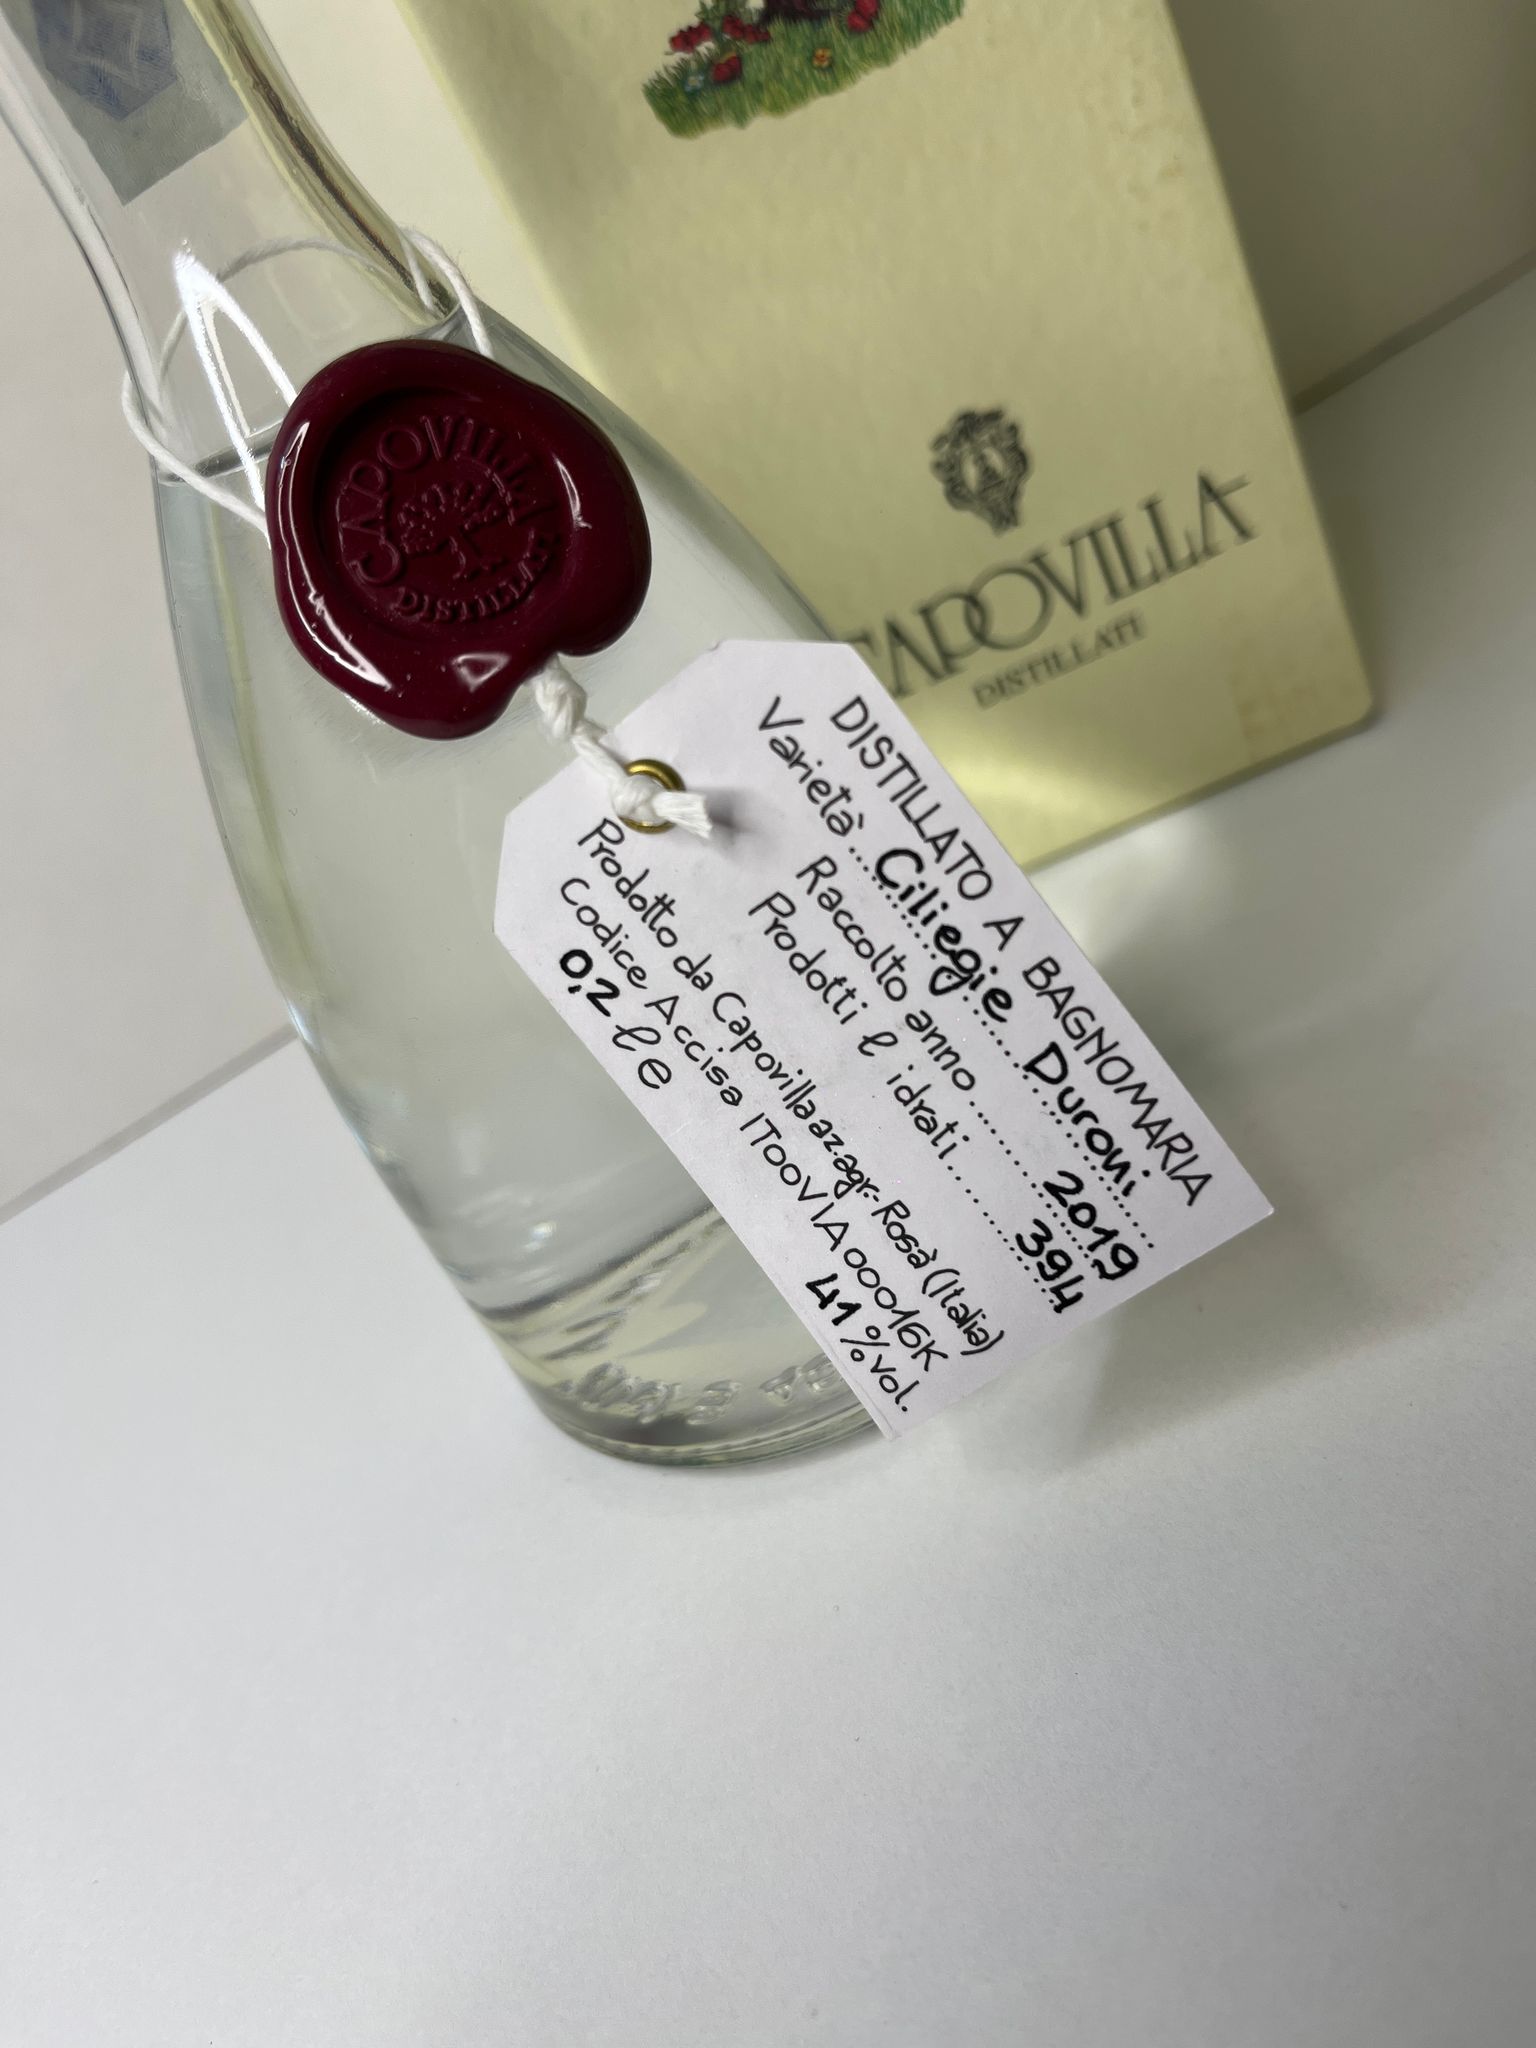 CAPOVILLA
DISTILLATI
CAPOVILLA
DISTILLATI
DISTILLATO A BAGNOMARIA
Varietà Ciliegie Duroni
Raccolto anno 2019
Prodotti l idrati 394
Prodotto da Capovilla az.agr.-Rosà (Italia)
Codice Accisa IT00VIA00016K
0,2 l e 41 %vol.